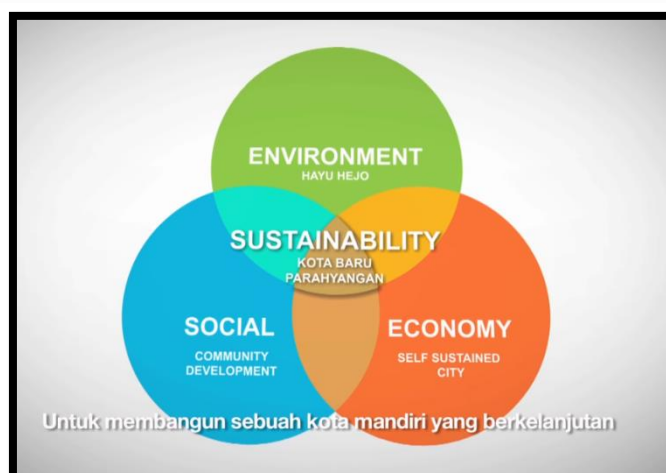 ENVIRONMENT
HAYU HEJO
SUSTAINABILITY
KOTA BARU
PARAHYANGAN
SOCIAL
COMMUNITY
DEVELOPMENT
ECONOMY
SELF SUSTAINED
CITY
Untuk membangun sebuah kota mandiri yang berkelanjutan